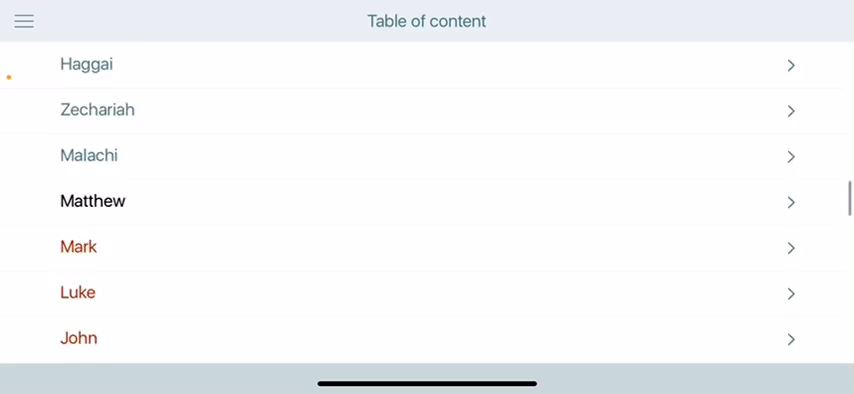 Table of content
Haggai
Zechariah
Malachi
Matthew
Mark
Luke
John